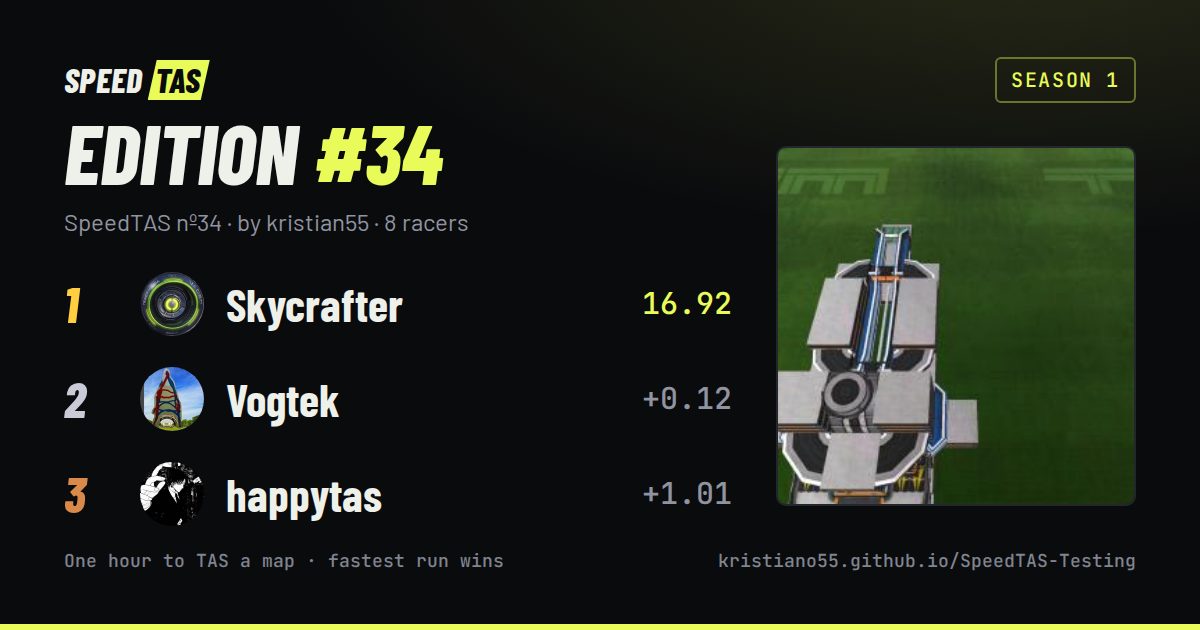 SPEED TAS
SEASON 1
EDITION #34
SpeedTAS nº34 · by kristian55 · 8 racers
1 Skycrafter 16.92
2 Vogtek +0.12
3 happytas +1.01
One hour to TAS a map · fastest run wins
kristiano55.github.io/SpeedTAS-Testing